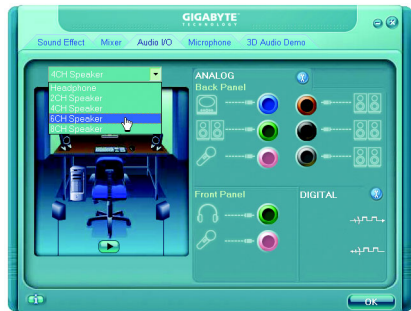 GIGABYTE
TECHNOLOGY
Sound Effect Mixer Audio I/O Microphone 3D Audio Demo
4CH Speaker
Headphone
2CH Speaker
4CH Speaker
6CH Speaker
8CH Speaker
ANALOG
Back Panel
Front Panel
DIGITAL
OK